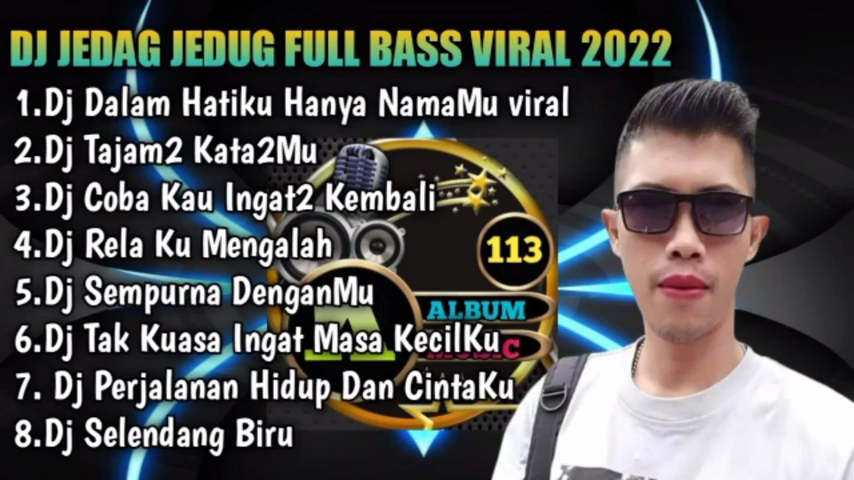 DJ JEDAG JEDUG FULL BASS VIRAL 2022
1.Dj Dalam Hatiku Hanya NamaMu viral
2.Dj Tajam2 Kata2Mu
3.Dj Coba Kau Ingat2 Kembali
4.Dj Rela Ku Mengalah
113
5.Dj Sempurna DenganMu
ALBUM
6.Dj Tak Kuasa Ingat Masa KecilKu
7. Dj Perjalanan Hidup Dan CintaKu
8.Dj Selendang Biru